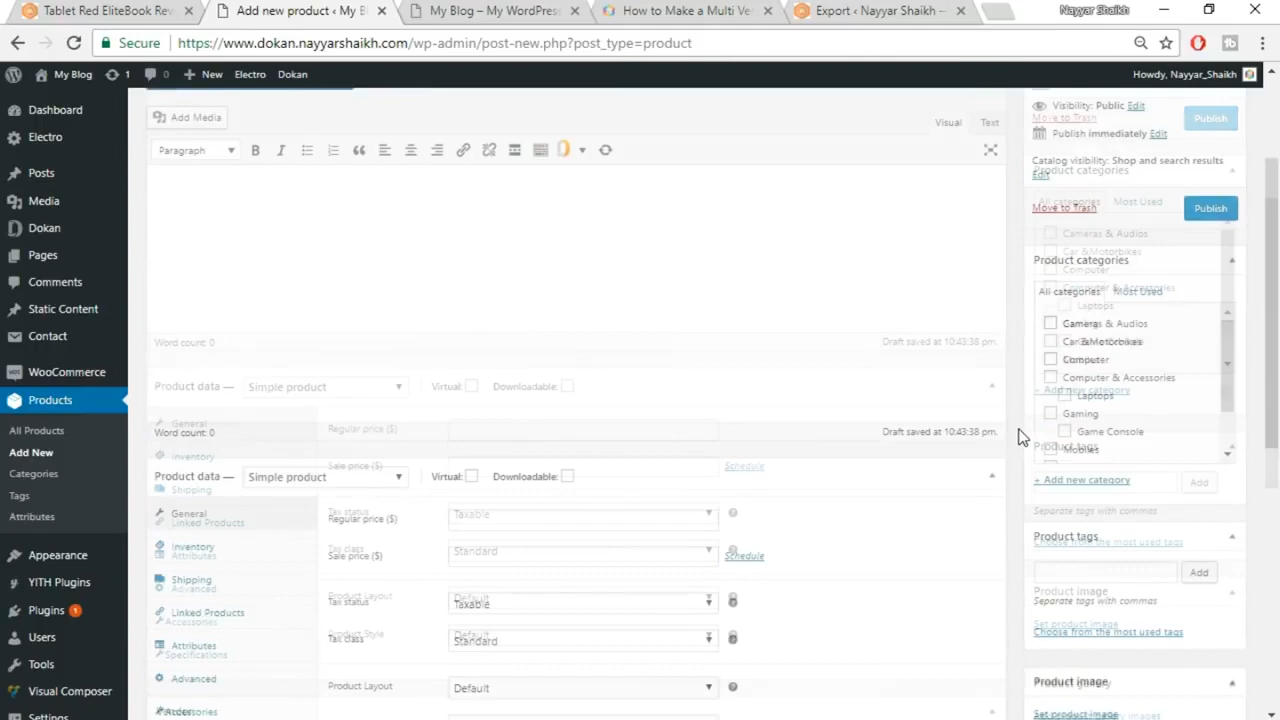 Tablet Red EliteBook Rev
Add new product ‹ My Bl
My Blog – My WordPress
How to Make a Multi Ve
Export ‹ Nayyar Shaikh —
Nayyar Shaikh
Secure
https://www.dokan.nayyarshaikh.com/wp-admin/post-new.php?post_type=product
My Blog
1
0
New
Electro
Dokan
Howdy, Nayyar_Shaikh
Dashboard
Electro
Posts
Media
Dokan
Pages
Comments
Static Content
Contact
WooCommerce
Products
All Products
Add New
Categories
Tags
Attributes
Appearance
YITH Plugins
Plugins 1
Users
Tools
Visual Composer
Settings
Add Media
Visual
Text
Paragraph
Word count: 0
Draft saved at 10:43:38 pm.
Product data —
Simple product
Virtual:
Downloadable:
General
Regular price ($)
Inventory
Sale price ($)
Schedule
Shipping
Word count: 0
Draft saved at 10:43:38 pm.
Product data —
Simple product
Virtual:
Downloadable:
General
Linked Products
Tax status
Regular price ($)
Taxable
Inventory
Attributes
Tax class
Sale price ($)
Standard
Schedule
Shipping
Advanced
Product Layout
Tax status
Default
Taxable
Linked Products
Accessories
Product Style
Tax class
Default
Standard
Attributes
Specifications
Advanced
Product Layout
Default
Accessories
Visibility: Public Edit
Move to Trash
Publish
Publish immediately Edit
Catalog visibility: Shop and search results
Edit
Product categories
All categories
Most Used
Move to Trash
Publish
Cameras & Audios
Car & Motorbikes
Computer
Computer & Accessories
Laptops
Product categories
All categories
Most Used
Cameras & Audios
Car & Motorbikes
Computer
Computer & Accessories
Laptops
Gaming
Game Console
Mobiles
+ Add new category
Product tags
+ Add new category
Add
Separate tags with commas
Product tags
Choose from the most used tags
Add
Product image
Separate tags with commas
Set product image
Choose from the most used tags
Product image
Set product image